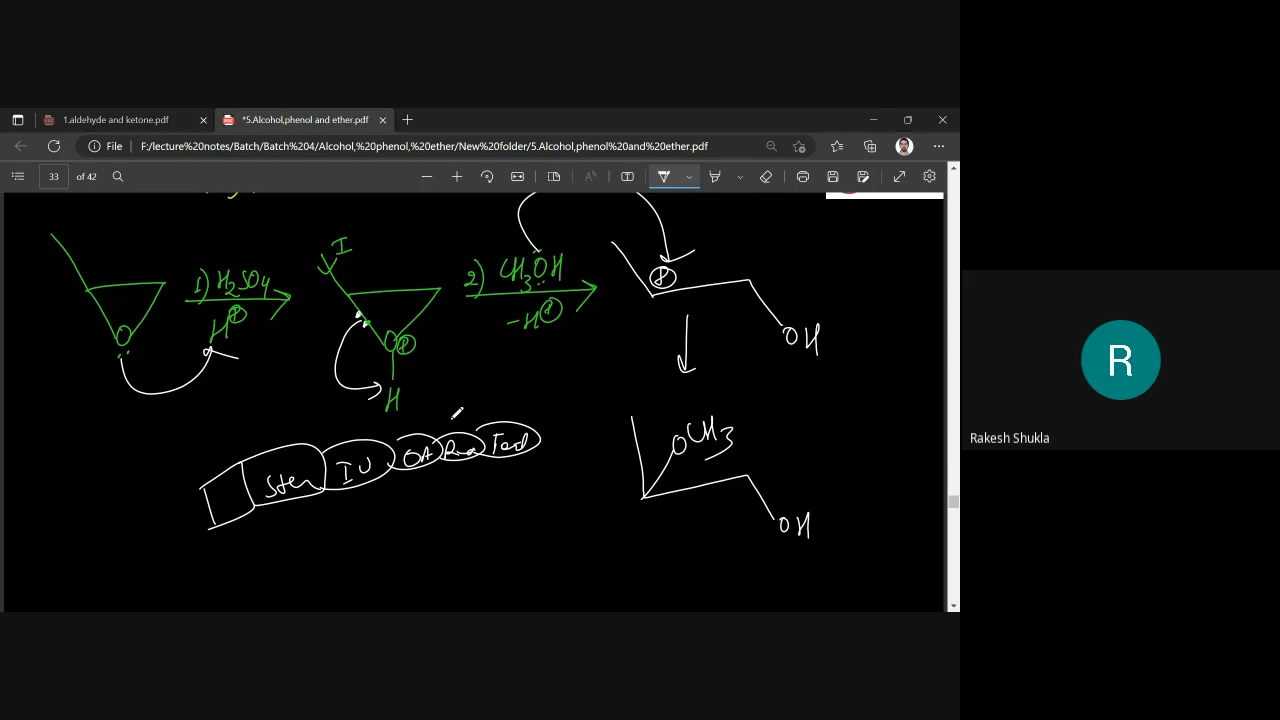 1.aldehyde and ketone.pdf
*5.Alcohol,phenol and ether.pdf
File
F:/lecture%20notes/Batch/Batch%204/Alcohol,%20phenol,%20ether/New%20folder/5.Alcohol,phenol%20and%20ether.pdf
33 of 42
I
1) H2SO4
H⊕
2) CH3OH
-H⊕
⊕
O
O⊕
H
OH
OCH3
OH
IU
OA
R
Rakesh Shukla